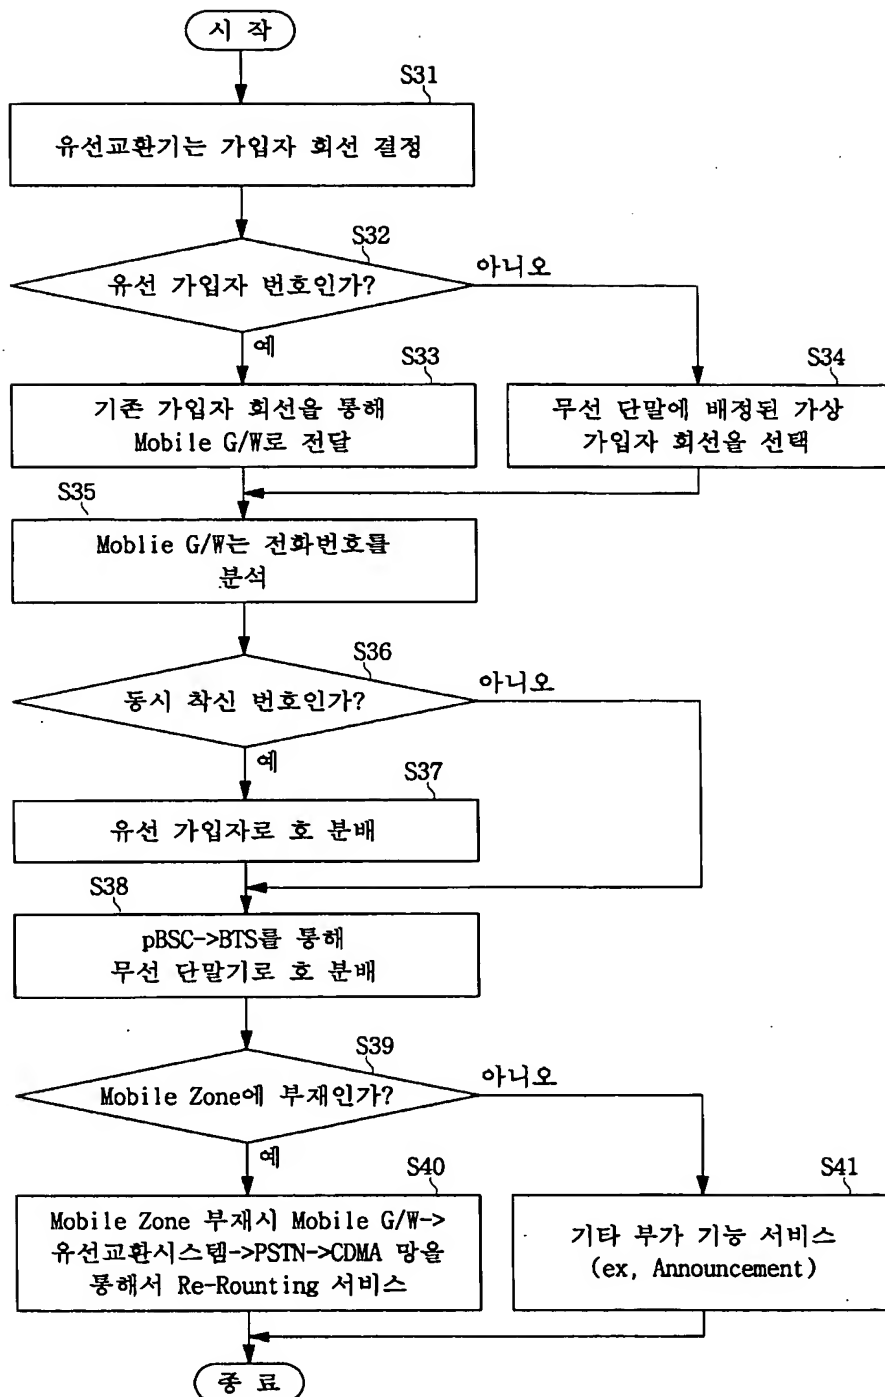 시 작
S31
유선교환기는 가입자 회선 결정
S32
유선 가입자 번호인가?
아니오
예
S33
기존 가입자 회선을 통해
Mobile G/W로 전달
S34
무선 단말에 배정된 가상
가입자 회선을 선택
S35
Moblie G/W는 전화번호를
분석
S36
동시 착신 번호인가?
아니오
예
S37
유선 가입자로 호 분배
S38
pBSC->BTS를 통해
무선 단말기로 호 분배
S39
Mobile Zone에 부재인가?
아니오
예
S40
Mobile Zone 부재시 Mobile G/W->
유선교환시스템->PSTN->CDMA 망을
통해서 Re-Rounting 서비스
S41
기타 부가 기능 서비스
(ex, Announcement)
종 료